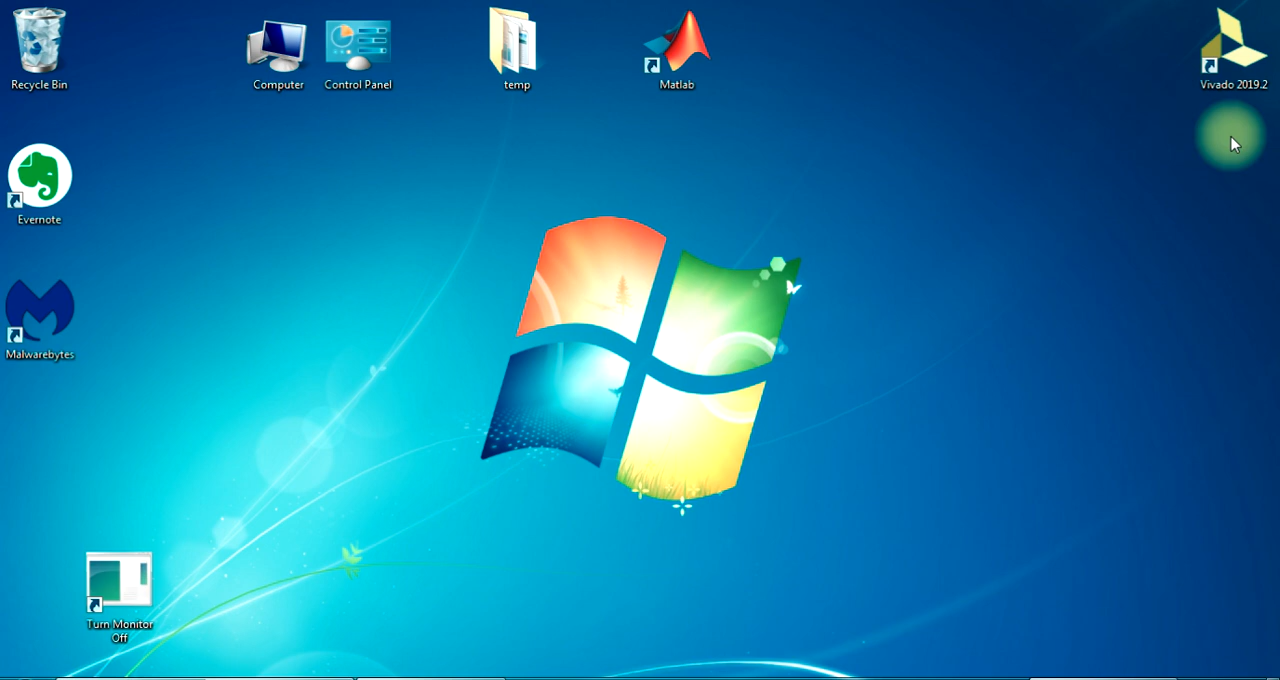 Recycle Bin
Computer
Control Panel
temp
Matlab
Vivado 2019.2
Evernote
Malwarebytes
Turn Monitor
Off